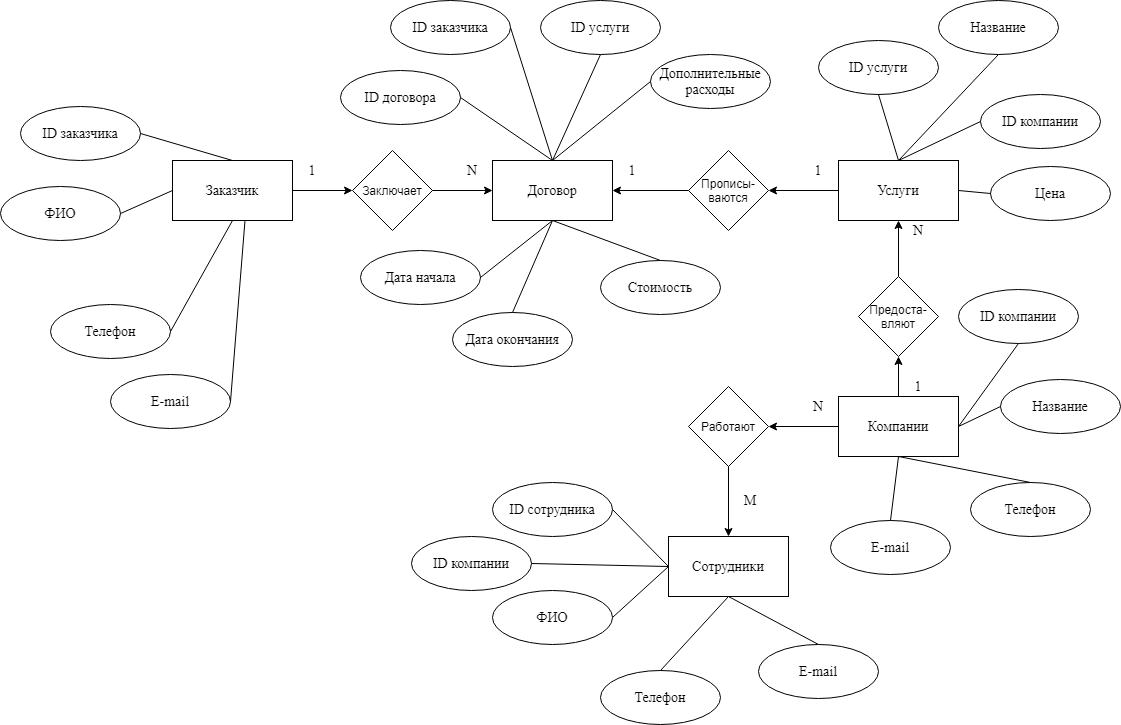 ID заказчика
ID услуги
Название
ID услуги
Дополнительные
расходы
ID договора
ID компании
ID заказчика
Заказчик
1
Заключает
N
Договор
1
Прописы-
ваются
1
Услуги
Цена
ФИО
N
Дата начала
Стоимость
Предоста-
вляют
ID компании
Телефон
Дата окончания
1
E-mail
Работают
N
Компании
Название
M
ID сотрудника
Телефон
E-mail
ID компании
Сотрудники
ФИО
E-mail
Телефон